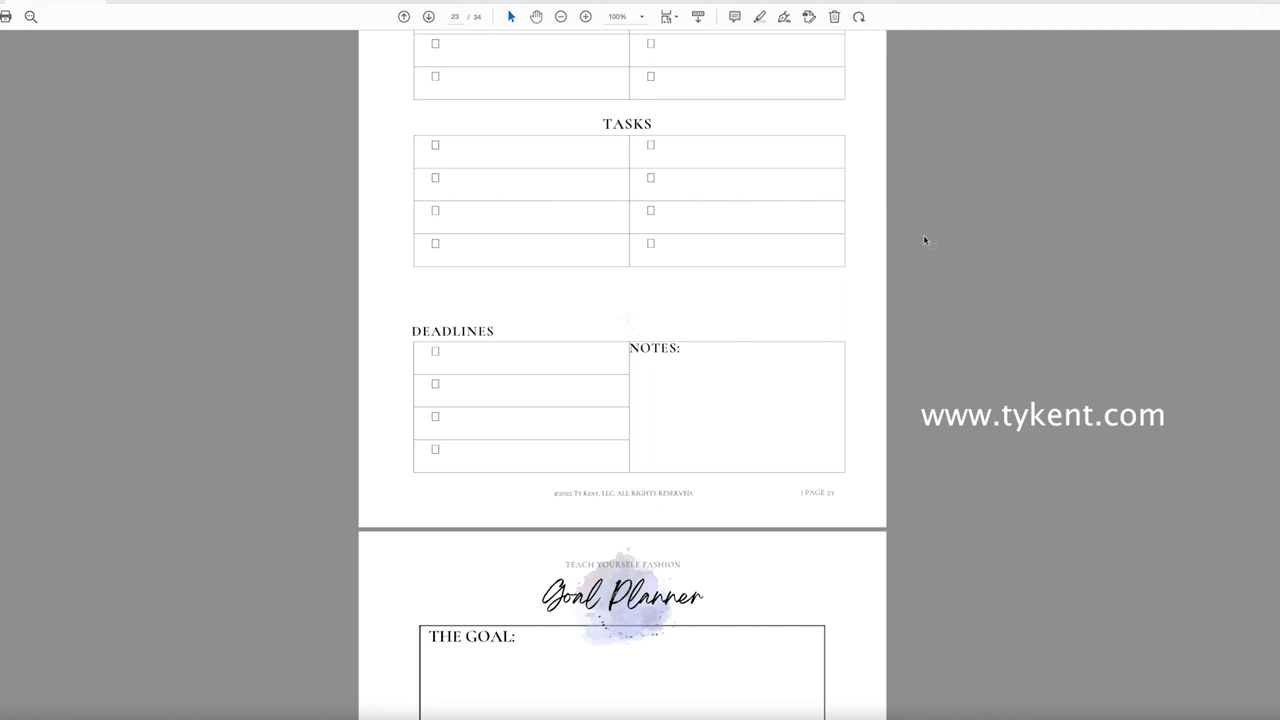 23 / 34
100%
TASKS
DEADLINES
NOTES:
www.tykent.com
©2022 Ty Kent, LLC. ALL RIGHTS RESERVED.
| PAGE 23
TEACH YOURSELF FASHION
Goal Planner
THE GOAL: